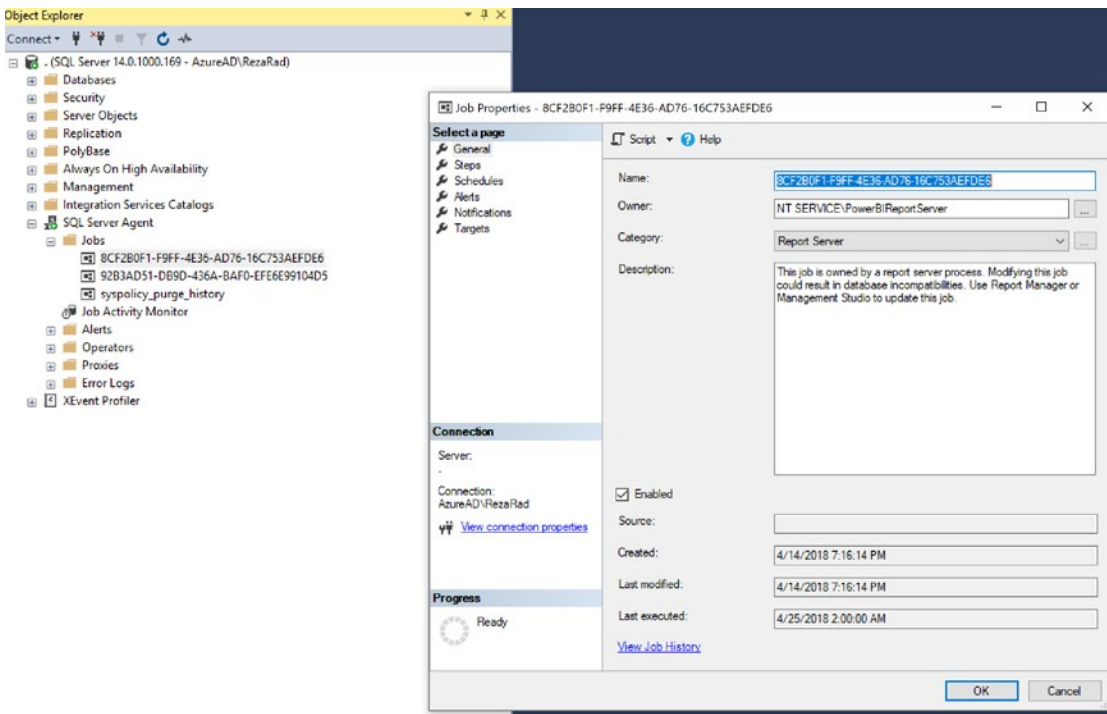 Object Explorer
Connect
. (SQL Server 14.0.1000.169 - AzureAD\RezaRad)
Databases
Security
Server Objects
Replication
PolyBase
Always On High Availability
Management
Integration Services Catalogs
SQL Server Agent
Jobs
8CF2B0F1-F9FF-4E36-AD76-16C753AEFDE6
92B3AD51-DB9D-436A-BAF0-EFE6E99104D5
syspolicy_purge_history
Job Activity Monitor
Alerts
Operators
Proxies
Error Logs
XEvent Profiler
Job Properties - 8CF2B0F1-F9FF-4E36-AD76-16C753AEFDE6
Select a page
General
Steps
Schedules
Alerts
Notifications
Targets
Connection
Server:
.
Connection:
AzureAD\RezaRad
View connection properties
Progress
Ready
Script Help
Name: 8CF2B0F1-F9FF-4E36-AD76-16C753AEFDE6
Owner: NT SERVICE\PowerBIReportServer ...
Category: Report Server ...
Description: This job is owned by a report server process. Modifying this job
could result in database incompatibilities. Use Report Manager or
Management Studio to update this job.
Enabled
Source:
Created: 4/14/2018 7:16:14 PM
Last modified: 4/14/2018 7:16:14 PM
Last executed: 4/25/2018 2:00:00 AM
View Job History
OK Cancel